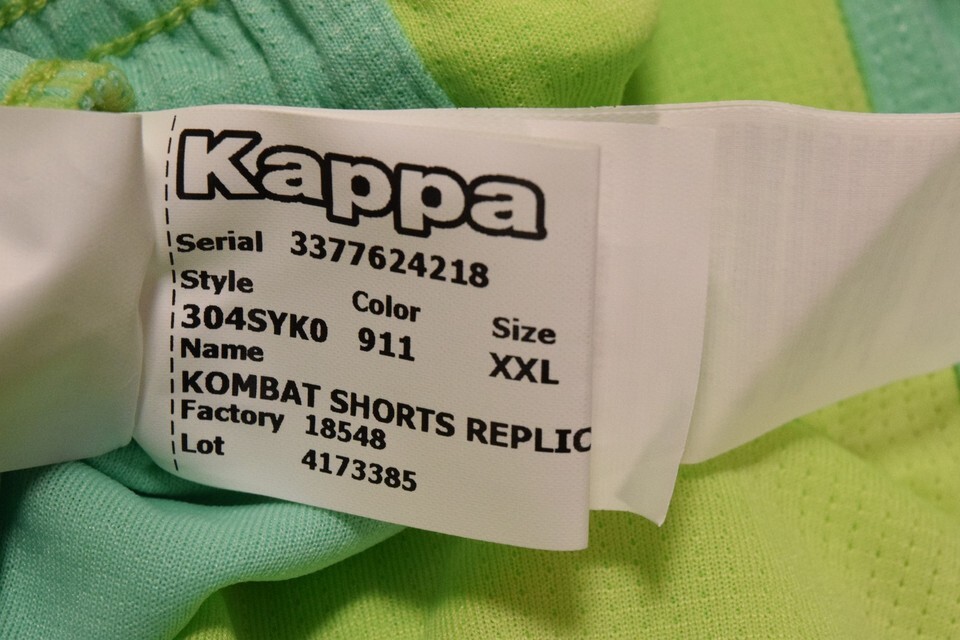 Kappa
Serial 3377624218
Style Color Size
304SYK0 911 XXL
Name
KOMBAT SHORTS REPLIC
Factory 18548
Lot 4173385